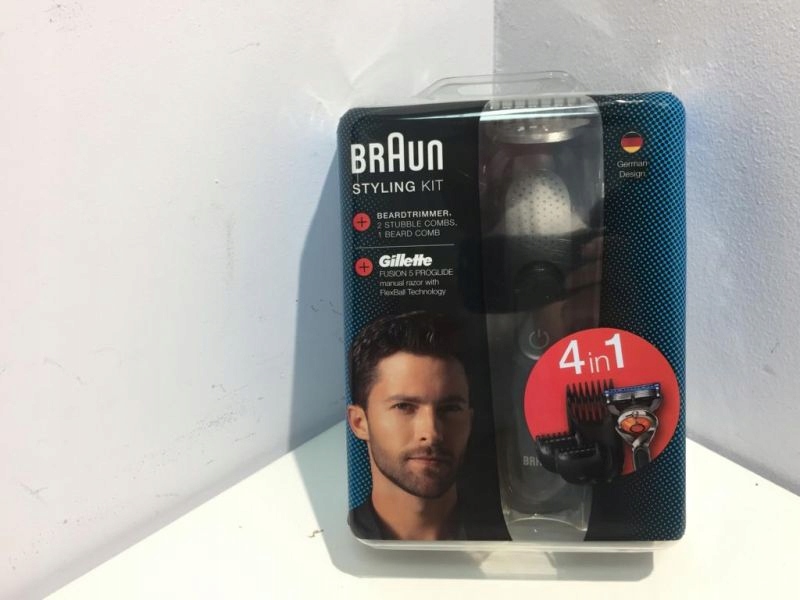 BRAUN
STYLING KIT
BEARDTRIMMER,
2 STUBBLE COMBS,
1 BEARD COMB
Gillette
FUSION 5 PROGLIDE
manual razor with
FlexBall Technology
German
Design
4in1